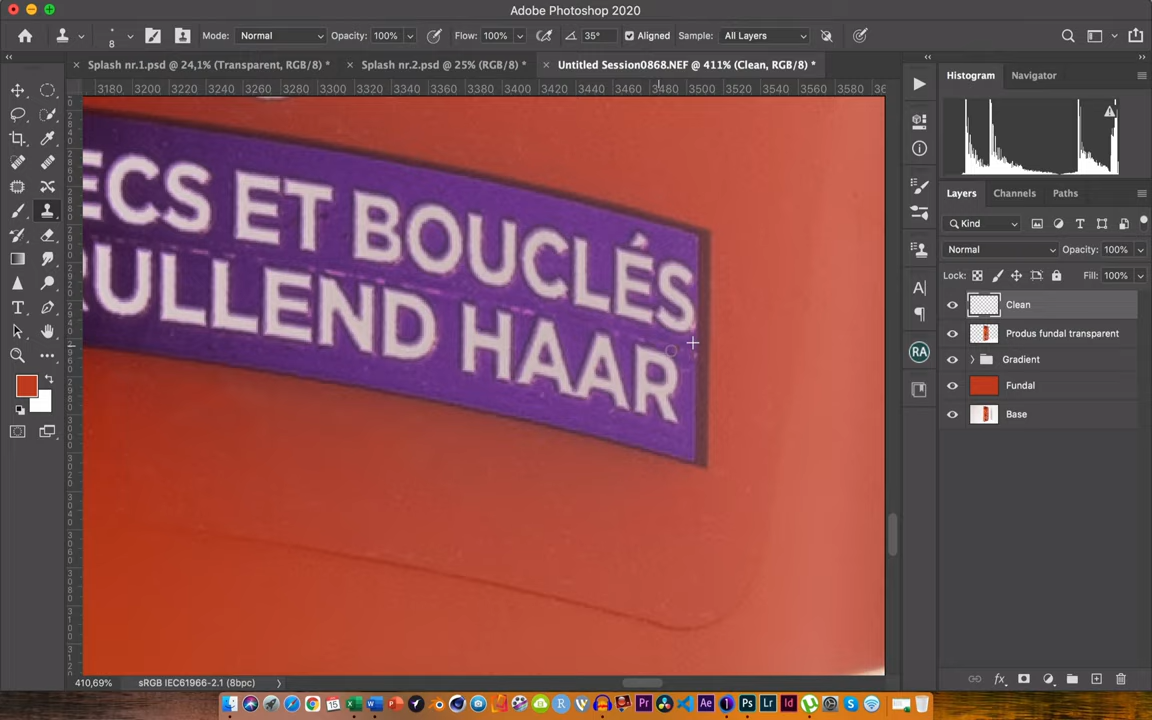 Adobe Photoshop 2020
8
Mode: Normal
Opacity: 100%
Flow: 100%
35°
Aligned
Sample: All Layers
Splash nr.1.psd @ 24,1% (Transparent, RGB/8) *
Splash nr.2.psd @ 25% (RGB/8) *
Untitled Session0868.NEF @ 411% (Clean, RGB/8) *
Histogram
Navigator
3180 3200 3220 3240 3260 3280 3300 3320 3340 3360 3380 3400 3420 3440 3460 3480 3500 3520 3540 3560 3580 3600
ECS ET BOUCLÉS
RULLEND HAAR
Layers
Channels
Paths
Kind
Normal
Opacity: 100%
Lock:
Fill: 100%
Clean
Produs fundal transparent
Gradient
Fundal
Base
410,69%
sRGB IEC61966-2.1 (8bpc)